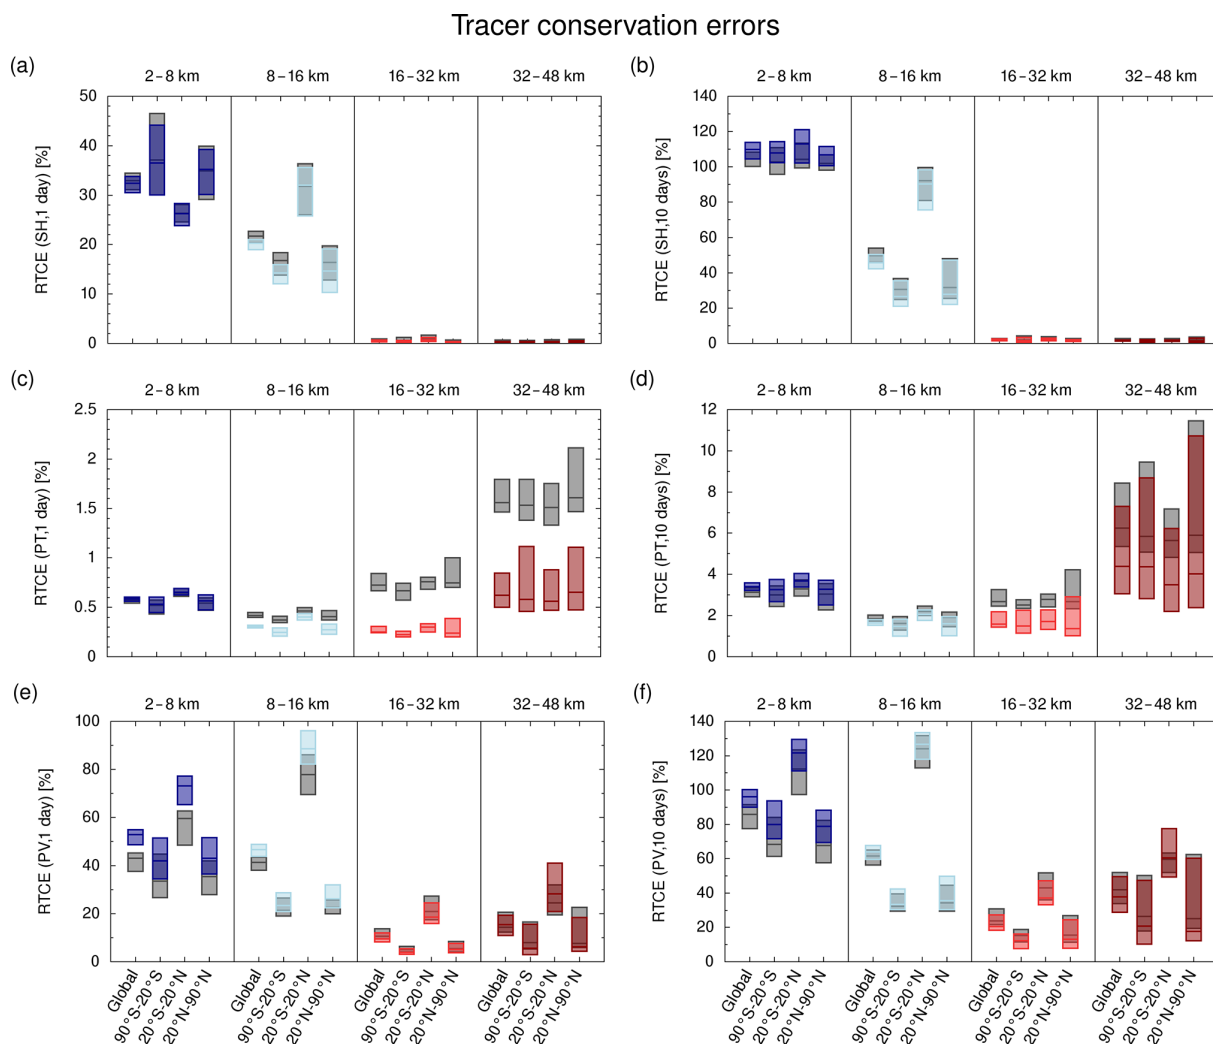 Tracer conservation errors
(a)
2–8 km 8–16 km 16–32 km 32–48 km
RTCE (SH,1 day) [%]
50
40
30
20
10
0
(b)
2–8 km 8–16 km 16–32 km 32–48 km
RTCE (SH,10 days) [%]
140
120
100
80
60
40
20
0
(c)
2–8 km 8–16 km 16–32 km 32–48 km
RTCE (PT,1 day) [%]
2.5
2
1.5
1
0.5
0
(d)
2–8 km 8–16 km 16–32 km 32–48 km
RTCE (PT,10 days) [%]
12
10
8
6
4
2
0
(e)
2–8 km 8–16 km 16–32 km 32–48 km
RTCE (PV,1 day) [%]
100
80
60
40
20
0
Global
90°S-20°S
20°S-20°N
20°N-90°N
Global
90°S-20°S
20°S-20°N
20°N-90°N
Global
90°S-20°S
20°S-20°N
20°N-90°N
Global
90°S-20°S
20°S-20°N
20°N-90°N
(f)
2–8 km 8–16 km 16–32 km 32–48 km
RTCE (PV,10 days) [%]
140
120
100
80
60
40
20
0
Global
90°S-20°S
20°S-20°N
20°N-90°N
Global
90°S-20°S
20°S-20°N
20°N-90°N
Global
90°S-20°S
20°S-20°N
20°N-90°N
Global
90°S-20°S
20°S-20°N
20°N-90°N